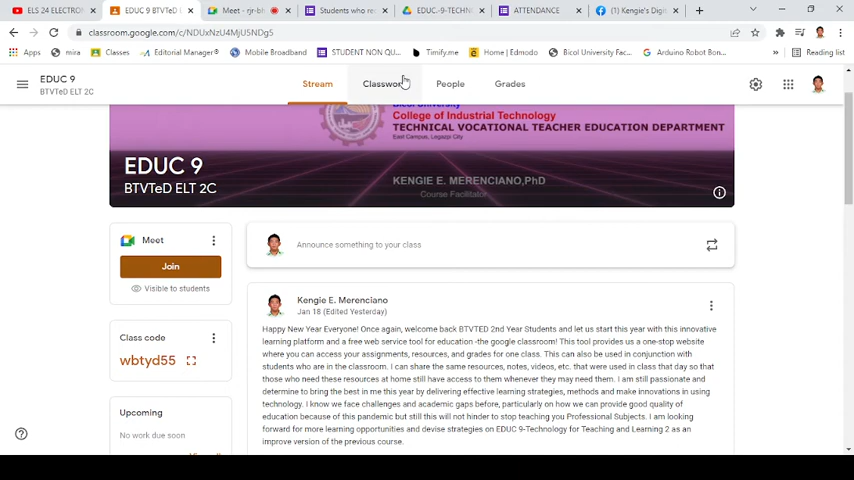 ELS 24 ELECTRON
EDUC 9 BTVTeD E
Meet - rjr-bh
Students who re
EDUC.-9-TECHN
ATTENDANCE
(1) Kengie's Digit
classroom.google.com/c/NDUxNzU4MjU5NDg5
Apps
mira
Classes
Editorial Manager®
Mobile Broadband
STUDENT NON QU...
Timify.me
Home | Edmodo
Bicol University -...
Arduino Robot Bon...
Reading list
EDUC 9
BTVTeD ELT 2C
Stream
Classwork
People
Grades
Bicol University
College of Industrial Technology
TECHNICAL VOCATIONAL TEACHER EDUCATION DEPARTMENT
East Campus, Legazpi City
EDUC 9
BTVTeD ELT 2C
KENGIE E. MERENCIANO,PhD
Course Facilitator
Meet
Join
Visible to students
Announce something to your class
Kengie E. Merenciano
Jan 18 (Edited Yesterday)
Happy New Year Everyone! Once again, welcome back BTVTED 2nd Year Students and let us start this year with this innovative
learning platform and a free web service tool for education -the google classroom! This tool provides us a one-stop website
where you can access your assignments, resources, and grades for one class. This can also be used in conjunction with
students who are in the classroom. I can share the same resources, notes, videos, etc. that were used in class that day so that
those who need these resources at home still have access to them whenever they may need them. I am still passionate and
determine to bring the best in me this year by delivering effective learning strategies, methods and make innovations in using
technology. I know we face challenges and academic gaps before, particularly on how we can provide good quality of
education because of this pandemic but still this will not hinder to stop teaching you Professional Subjects. I am looking
forward for more learning opportunities and devise strategies on EDUC 9-Technology for Teaching and Learning 2 as an
improve version of the previous course.
Class code
wbtyd55
Upcoming
No work due soon